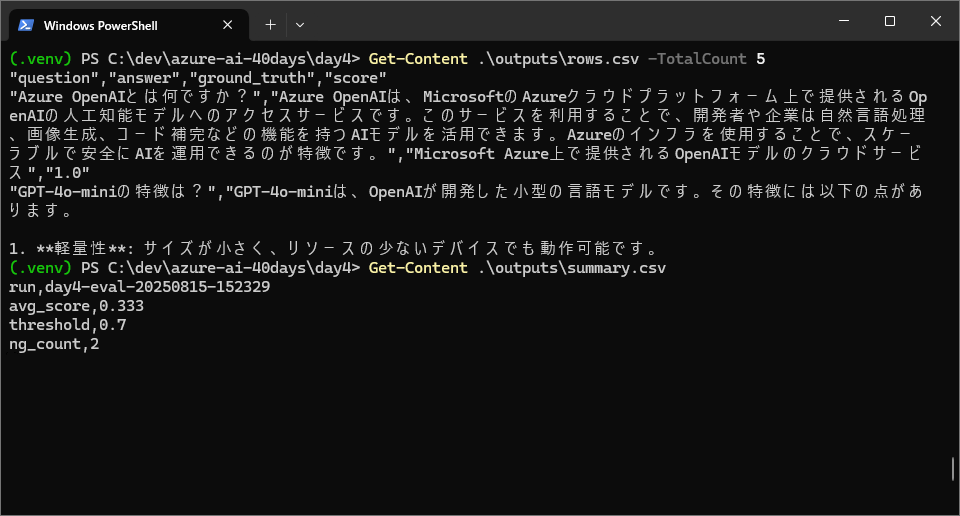 Windows PowerShell
(.venv) PS C:\dev\azure-ai-40days\day4> Get-Content .\outputs\rows.csv -TotalCount 5
"question","answer","ground_truth","score"
"Azure OpenAIとは何ですか？","Azure OpenAIは、MicrosoftのAzureクラウドプラットフォーム上で提供されるOp
enAIの人工知能モデルへのアクセスサービスです。このサービスを利用することで、開発者や企業は自然言語処理
、画像生成、コード補完などの機能を持つAIモデルを活用できます。Azureのインフラを使用することで、スケー
ラブルで安全にAIを運用できるのが特徴です。","Microsoft Azure上で提供されるOpenAIモデルのクラウドサービ
ス","1.0"
"GPT-4o-miniの特徴は？","GPT-4o-miniは、OpenAIが開発した小型の言語モデルです。その特徴には以下の点があ
ります。

1. **軽量性**: サイズが小さく、リソースの少ないデバイスでも動作可能です。
(.venv) PS C:\dev\azure-ai-40days\day4> Get-Content .\outputs\summary.csv
run,day4-eval-20250815-152329
avg_score,0.333
threshold,0.7
ng_count,2